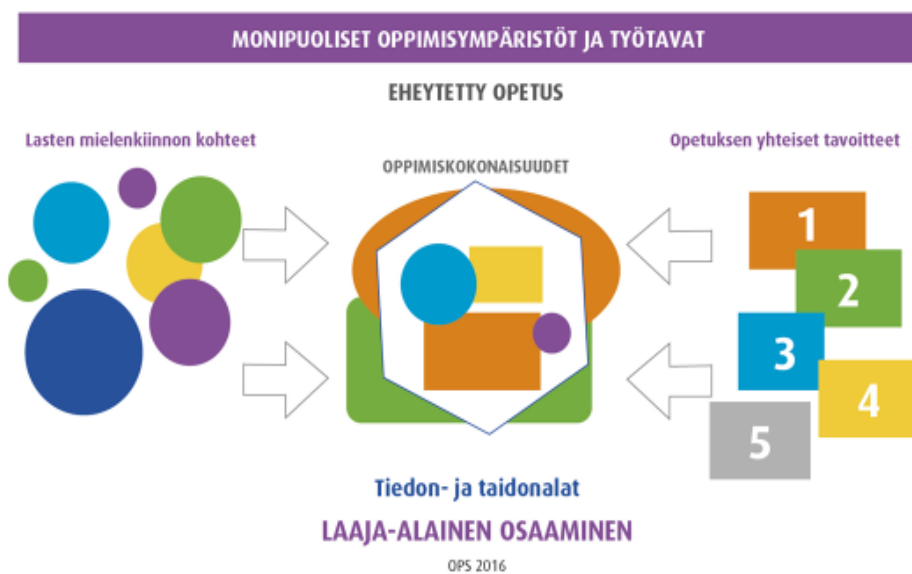 MONIPUOLISET OPPIMISYMPÄRISTÖT JA TYÖTAVAT
EHEYTETTY OPETUS
Lasten mielenkiinnon kohteet
Opetuksen yhteiset tavoitteet
OPPIMISKOKONAISUUDET
1
2
3
4
5
Tiedon- ja taidonalat
LAAJA-ALAINEN OSAAMINEN
OPS 2016